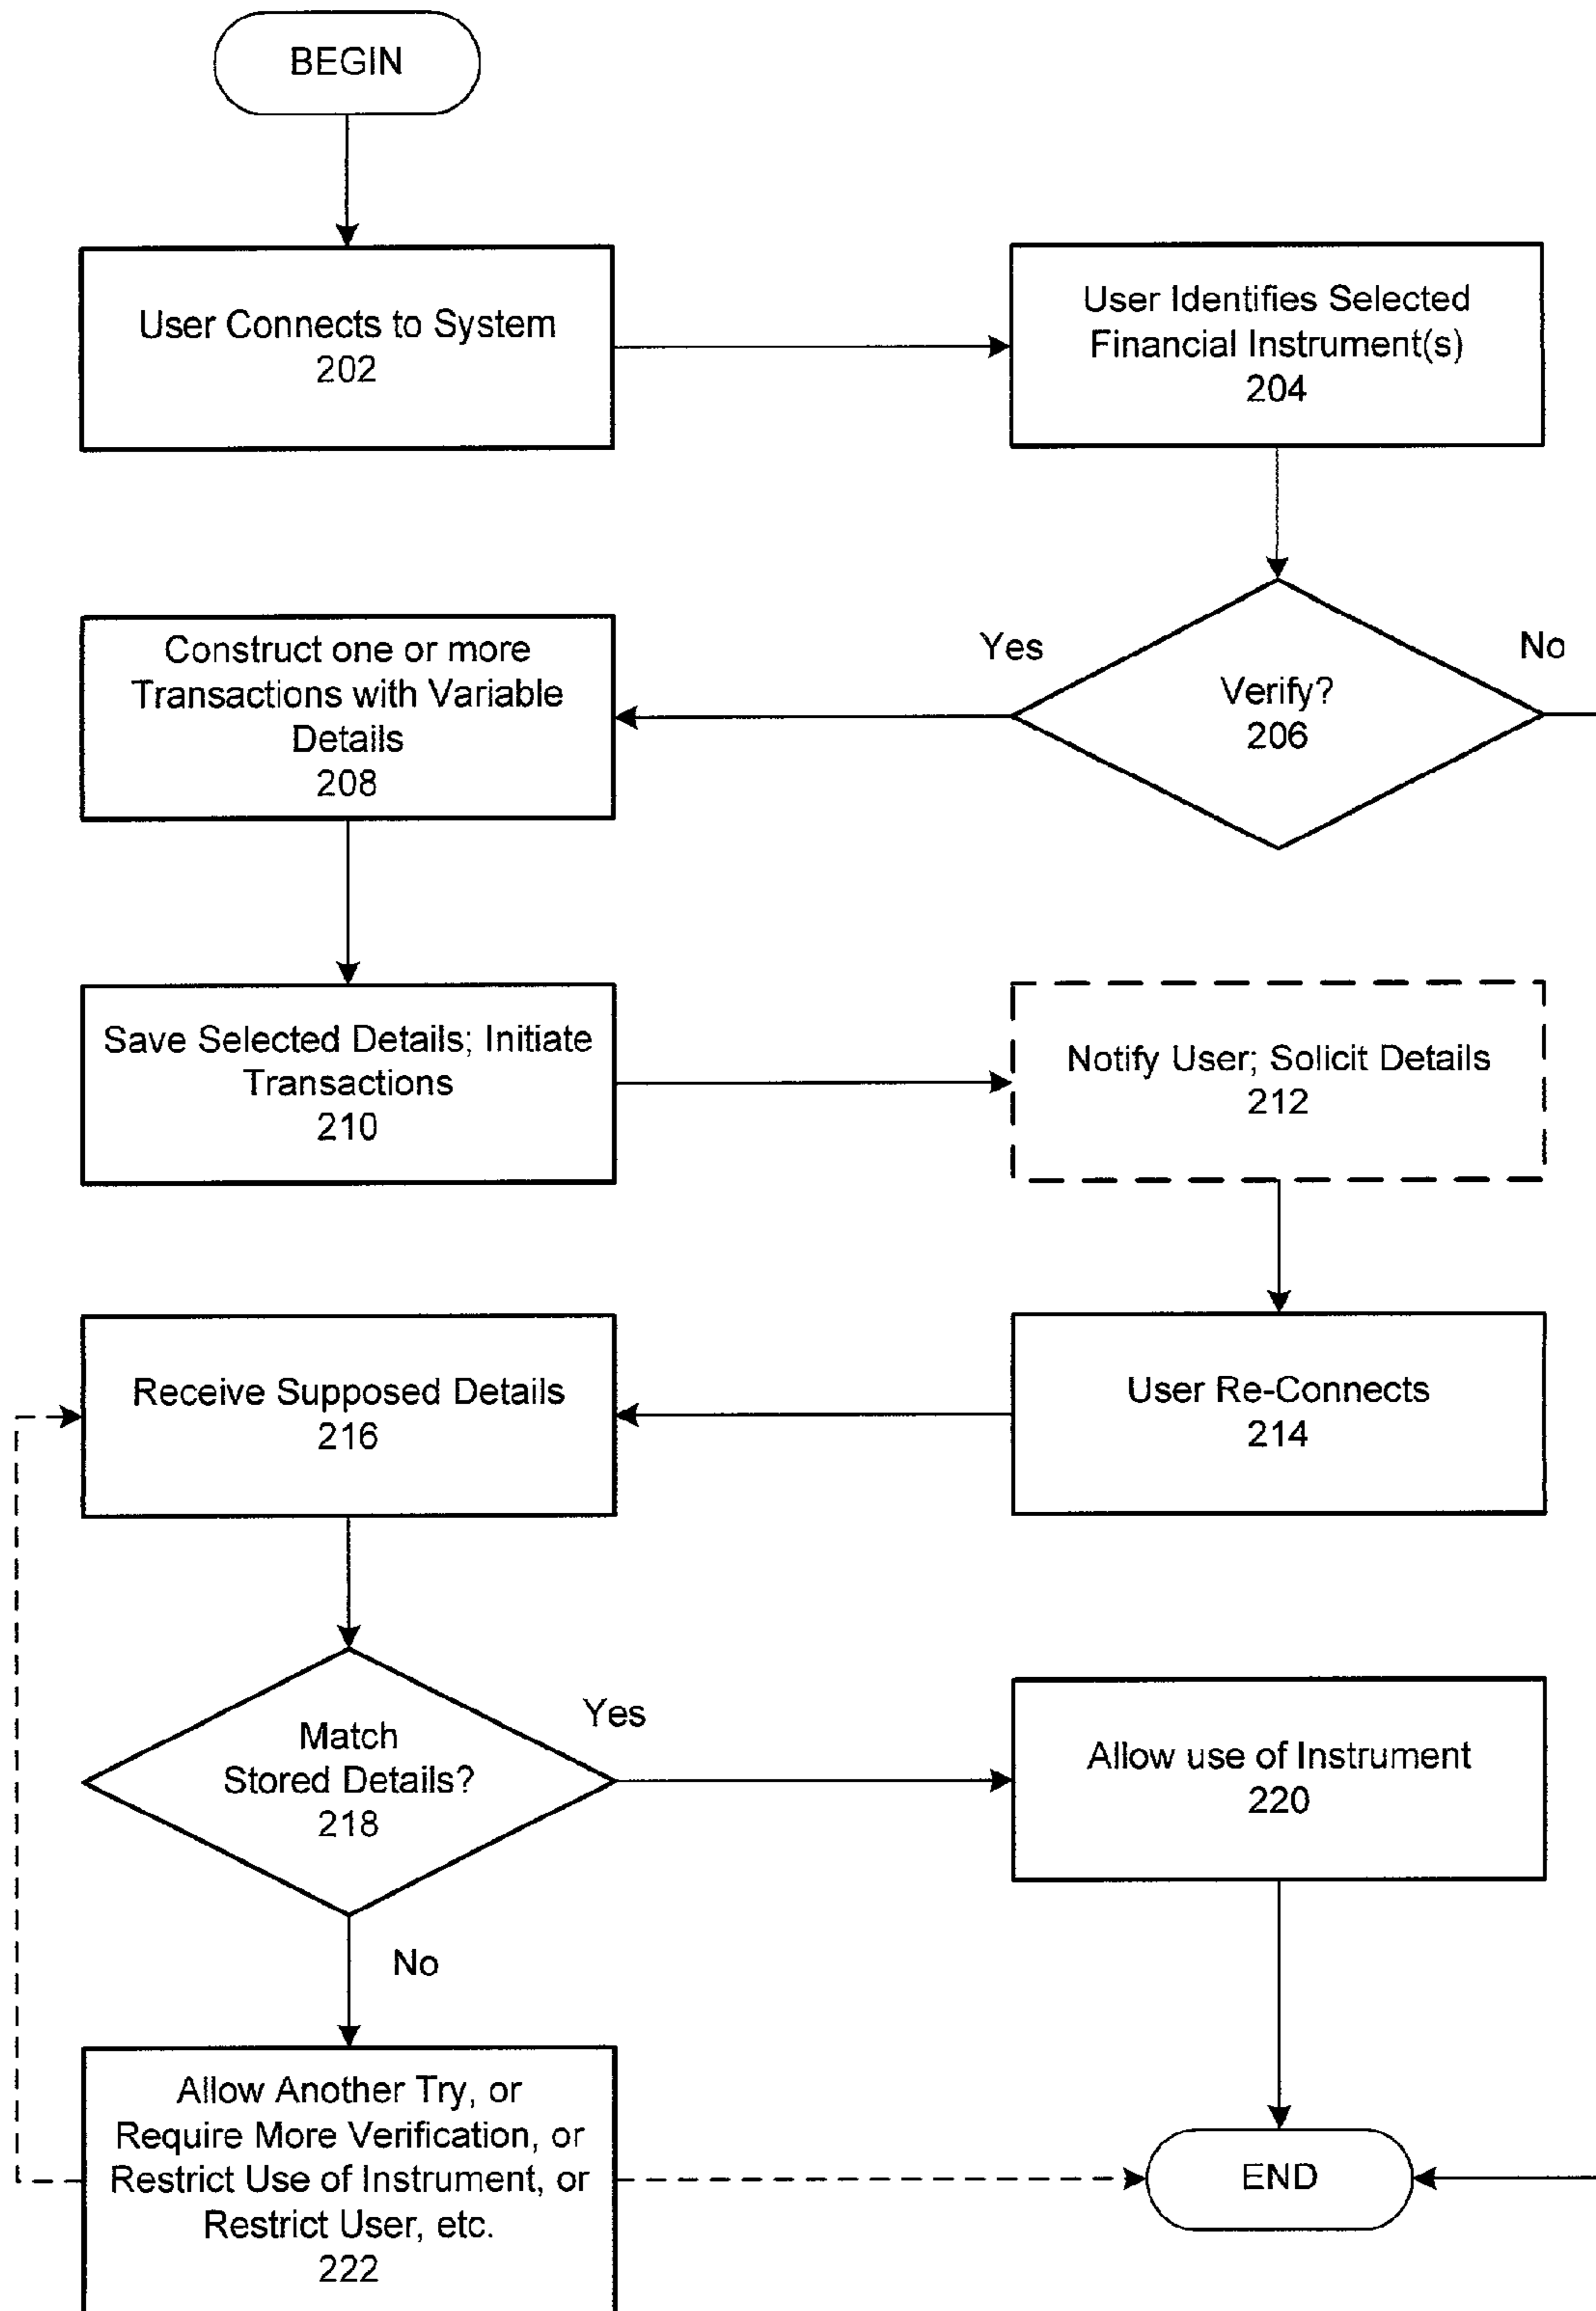 BEGIN
User Connects to System
202
User Identifies Selected
Financial Instrument(s)
204
Verify?
206
Yes
No
Construct one or more
Transactions with Variable
Details
208
Save Selected Details; Initiate
Transactions
210
Notify User; Solicit Details
212
User Re-Connects
214
Receive Supposed Details
216
Match
Stored Details?
218
Yes
No
Allow use of Instrument
220
Allow Another Try, or
Require More Verification, or
Restrict Use of Instrument, or
Restrict User, etc.
222
END